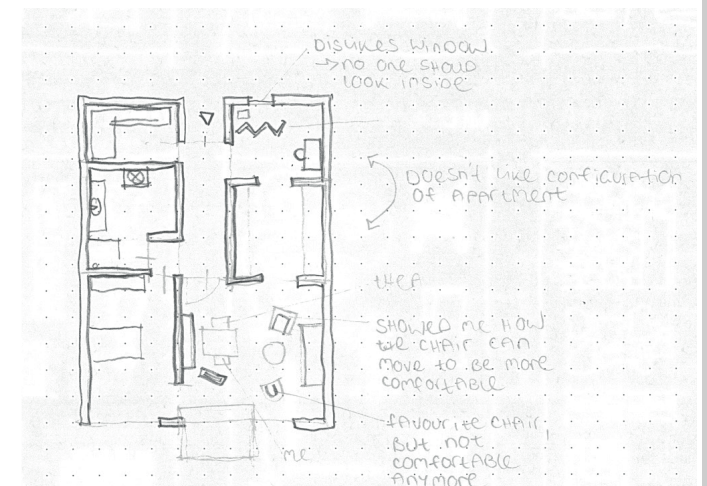 Dislikes window.
→ no one should
look inside
Doesn't like configuration
of Apartment
SHOWED ME HOW
the CHAIR CAN
MOVE to BE MORE
COMFORTABLE
fAVOURITE CHAIR.
BUT NOT
COMFORTABLE
ANYMORE
me